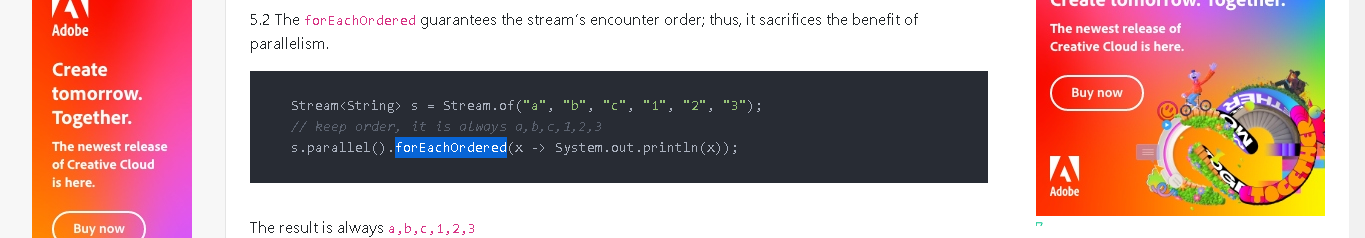 Adobe
Create
tomorrow.
Together.
The newest release
of Creative Cloud
is here.
Buy now
5.2 The forEachOrdered guarantees the stream's encounter order; thus, it sacrifices the benefit of
parallelism.
Stream<String> s = Stream.of("a", "b", "c", "1", "2", "3");
// keep order, it is always a,b,c,1,2,3
s.parallel().forEachOrdered(x -> System.out.println(x));
The result is always a,b,c,1,2,3
Create tomorrow. Together.
The newest release of
Creative Cloud is here.
Buy now
Adobe